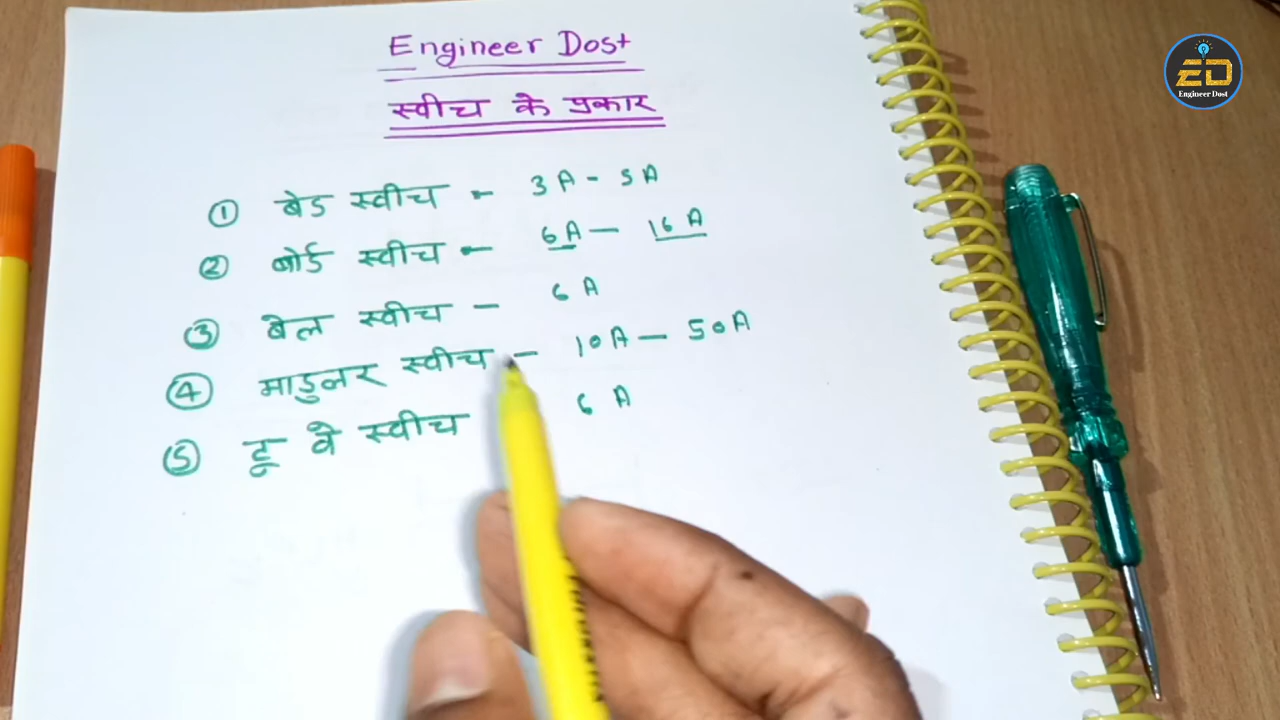 Engineer Dost
स्वीच के प्रकार
① बेड स्वीच - 3A - 5A
② बोर्ड स्वीच - 6A - 16A
③ बेल स्वीच - 6A
④ माडुलर स्वीच - 10A - 50A
⑤ टू वे स्वीच 6A
ED
Engineer Dost